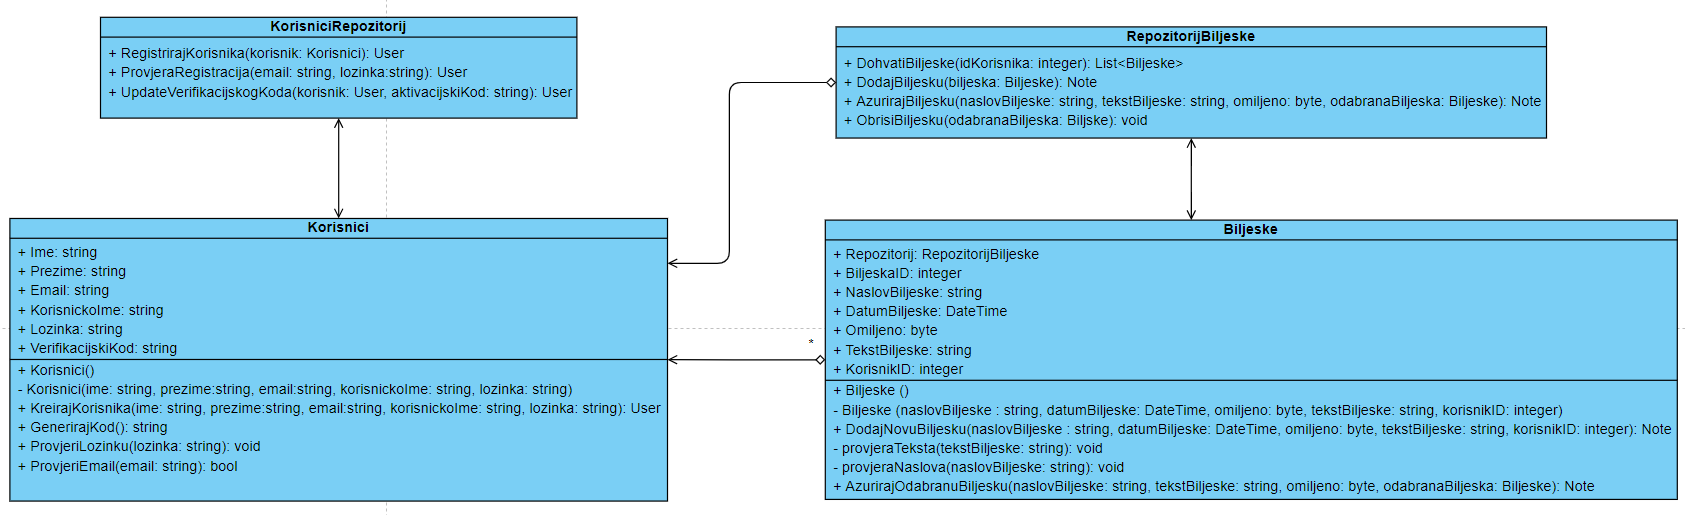 KorisniciRepozitorij
+ RegistrirajKorisnika(korisnik: Korisnici): User
+ ProvjeraRegistracija(email: string, lozinka:string): User
+ UpdateVerifikacijskogKoda(korisnik: User, aktivacijskiKod: string): User
RepozitorijBiljeske
+ DohvatiBiljeske(idKorisnika: integer): List<Biljeske>
+ DodajBiljesku(biljeska: Biljeske): Note
+ AzurirajBiljesku(naslovBiljeske: string, tekstBiljeske: string, omiljeno: byte, odabranaBiljeska: Biljeske): Note
+ ObrisiBiljesku(odabranaBiljeska: Biljske): void
Korisnici
+ Ime: string
+ Prezime: string
+ Email: string
+ KorisnickoIme: string
+ Lozinka: string
+ VerifikacijskiKod: string
+ Korisnici()
- Korisnici(ime: string, prezime:string, email:string, korisnickoIme: string, lozinka: string)
+ KreirajKorisnika(ime: string, prezime:string, email:string, korisnickoIme: string, lozinka: string): User
+ GenerirajKod(): string
+ ProvjeriLozinku(lozinka: string): void
+ ProvjeriEmail(email: string): bool
*
Biljeske
+ Repozitorij: RepozitorijBiljeske
+ BiljeskaID: integer
+ NaslovBiljeske: string
+ DatumBiljeske: DateTime
+ Omiljeno: byte
+ TekstBiljeske: string
+ KorisnikID: integer
+ Biljeske ()
- Biljeske (naslovBiljeske : string, datumBiljeske: DateTime, omiljeno: byte, tekstBiljeske: string, korisnikID: integer)
+ DodajNovuBiljesku(naslovBiljeske : string, datumBiljeske: DateTime, omiljeno: byte, tekstBiljeske: string, korisnikID: integer): Note
- provjeraTeksta(tekstBiljeske: string): void
- provjeraNaslova(naslovBiljeske: string): void
+ AzurirajOdabranuBiljesku(naslovBiljeske: string, tekstBiljeske: string, omiljeno: byte, odabranaBiljeska: Biljeske): Note